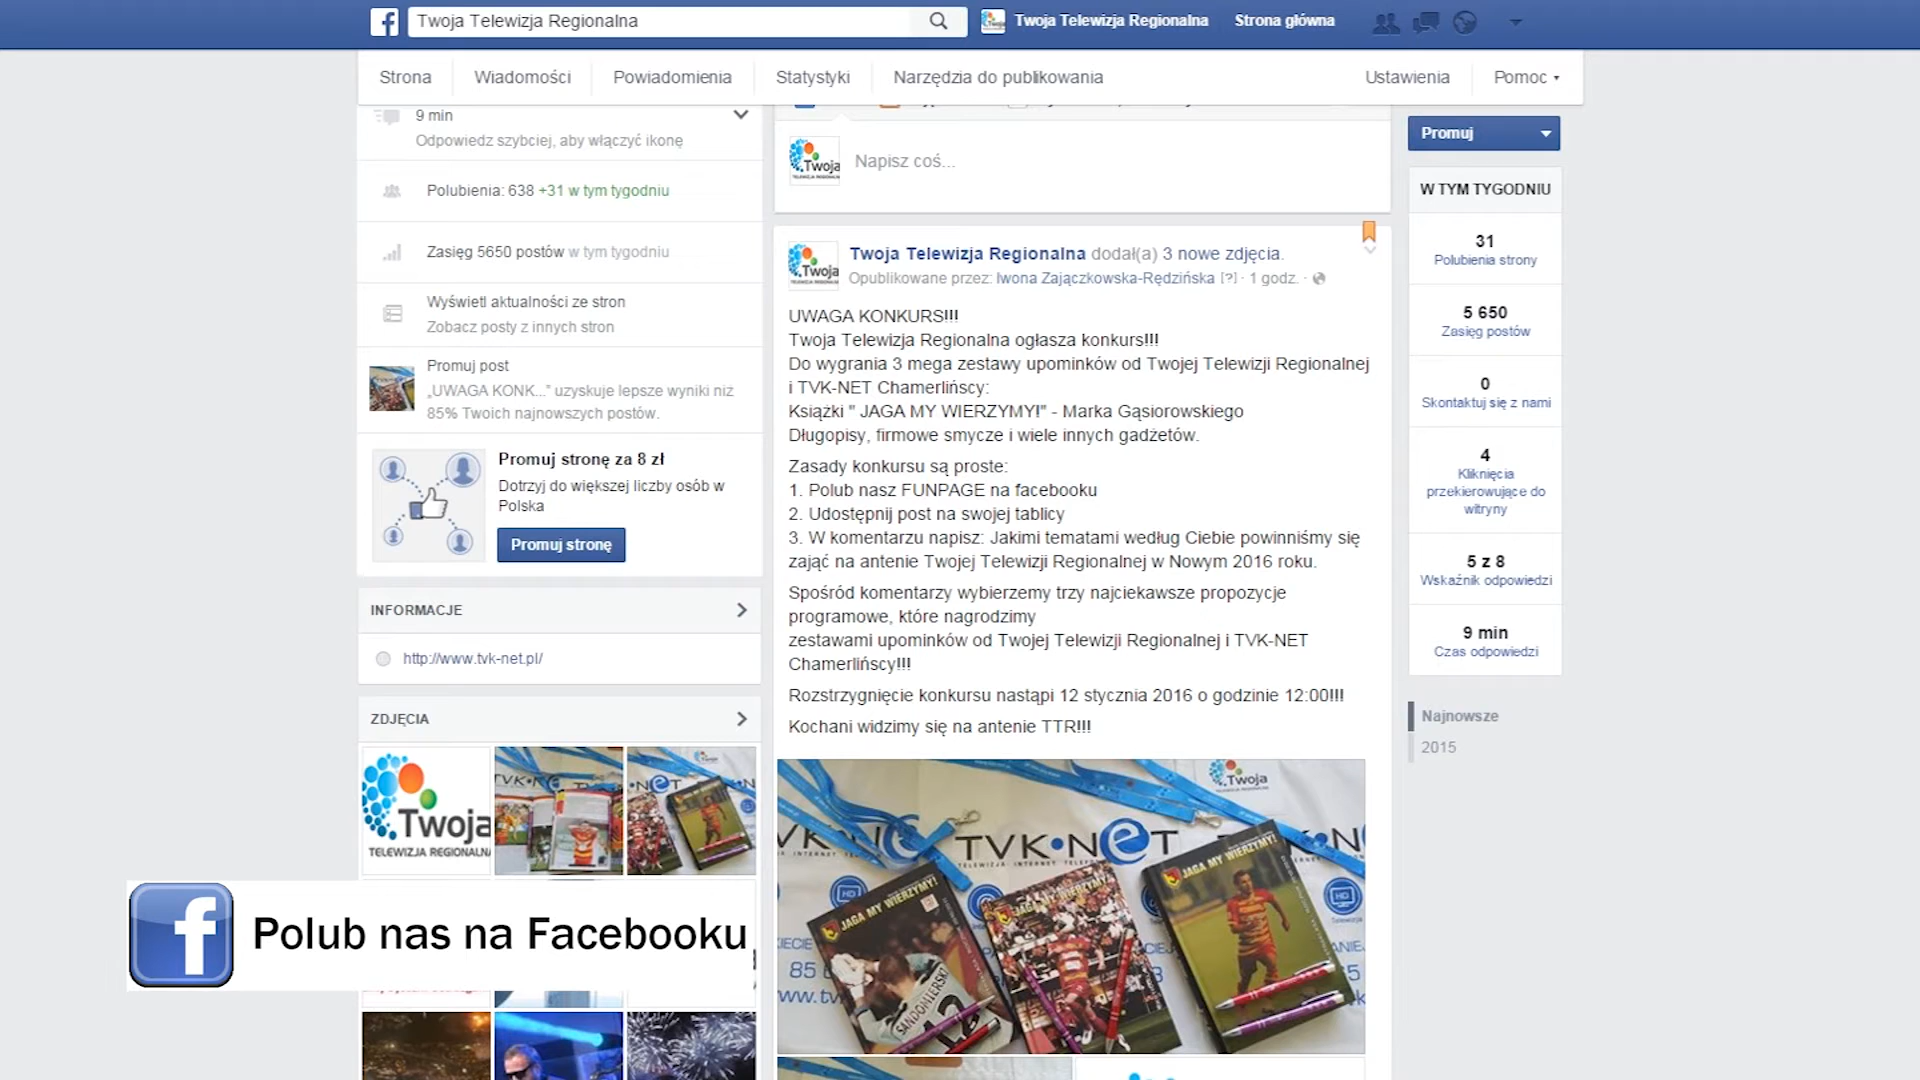 Twoja Telewizja Regionalna
Twoja Telewizja Regionalna
Strona główna
Strona
Wiadomości
Powiadomienia
Statystyki
Narzędzia do publikowania
Ustawienia
Pomoc
9 min
Odpowiedz szybciej, aby włączyć ikonę
Polubienia: 638 +31 w tym tygodniu
Zasięg 5650 postów w tym tygodniu
Wyświetl aktualności ze stron
Zobacz posty z innych stron
Promuj post
„UWAGA KONK...” uzyskuje lepsze wyniki niż
85% Twoich najnowszych postów.
Promuj stronę za 8 zł
Dotrzyj do większej liczby osób w
Polska
Promuj stronę
INFORMACJE
http://www.tvk-net.pl/
ZDJĘCIA
Twoja
TELEWIZJA REGIONALNA
Polub nas na Facebooku
Twoja
Napisz coś...
Twoja
Twoja Telewizja Regionalna dodał(a) 3 nowe zdjęcia.
Opublikowane przez: Iwona Zajączkowska-Rędzińska [?] · 1 godz. ·
UWAGA KONKURS!!!
Twoja Telewizja Regionalna ogłasza konkurs!!!
Do wygrania 3 mega zestawy upominków od Twojej Telewizji Regionalnej
i TVK-NET Chamerlińscy:
Książki " JAGA MY WIERZYMY!" - Marka Gąsiorowskiego
Długopisy, firmowe smycze i wiele innych gadżetów.
Zasady konkursu są proste:
1. Polub nasz FUNPAGE na facebooku
2. Udostępnij post na swojej tablicy
3. W komentarzu napisz: Jakimi tematami według Ciebie powinniśmy się
zająć na antenie Twojej Telewizji Regionalnej w Nowym 2016 roku.
Spośród komentarzy wybierzemy trzy najciekawsze propozycje
programowe, które nagrodzimy
zestawami upominków od Twojej Telewizji Regionalnej i TVK-NET
Chamerlińscy!!!
Rozstrzygnięcie konkursu nastąpi 12 stycznia 2016 o godzinie 12:00!!!
Kochani widzimy się na antenie TTR!!!
Twoja
TVK·NET
JAGA MY WIERZYMY!
JAGA MY WIERZYMY!
JAGA MY WIERZYMY!
SANDOMIERSKI
12
Promuj
W TYM TYGODNIU
31
Polubienia strony
5 650
Zasięg postów
0
Skontaktuj się z nami
4
Kliknięcia
przekierowujące do
witryny
5 z 8
Wskaźnik odpowiedzi
9 min
Czas odpowiedzi
Najnowsze
2015